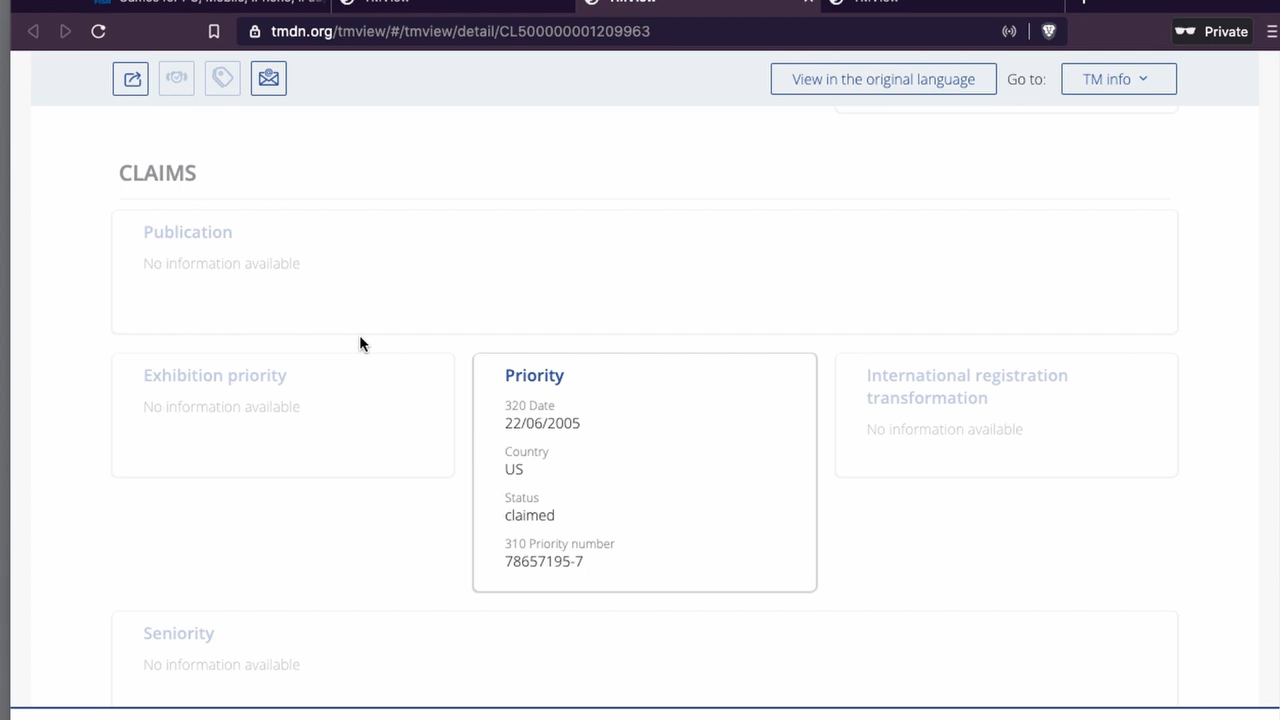 tmdn.org/tmview/#/tmview/detail/CL500000001209963
Private
View in the original language
Go to:
TM info
CLAIMS
Publication
No information available
Exhibition priority
No information available
Priority
320 Date
22/06/2005
Country
US
Status
claimed
310 Priority number
78657195-7
International registration
transformation
No information available
Seniority
No information available